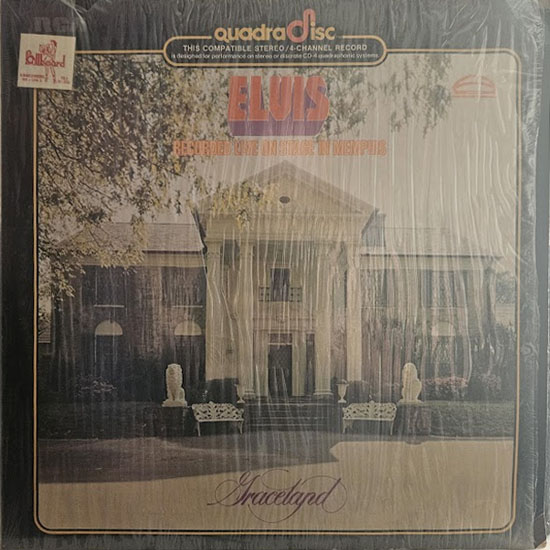 RCA
quadradisc
THIS COMPATIBLE STEREO/4-CHANNEL RECORD
is designed for performance on stereo or discrete CD-4 quadraphonic systems
Billboard
ELVIS
RECORDED LIVE ON STAGE IN MEMPHIS
Graceland